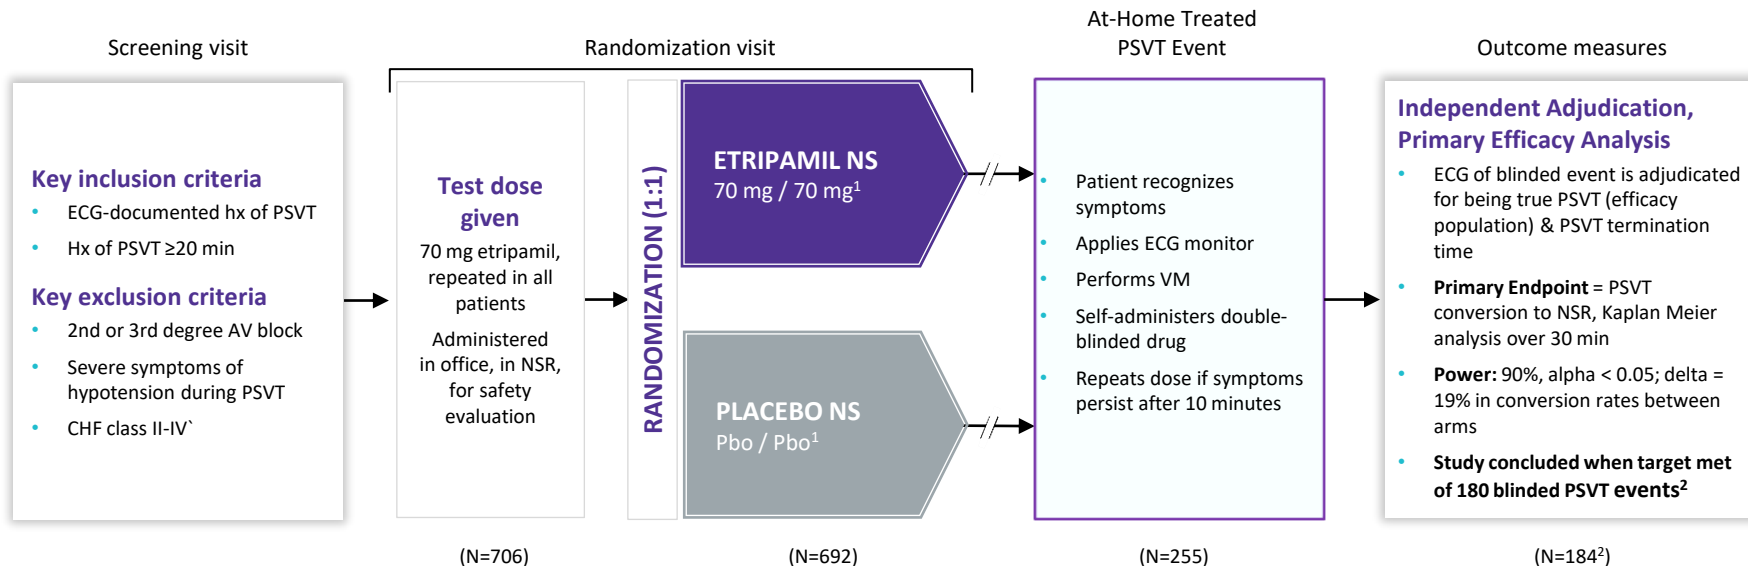 Screening visit
Randomization visit
At-Home Treated
PSVT Event
Outcome measures
Key inclusion criteria
• ECG-documented hx of PSVT
• Hx of PSVT ≥20 min
Key exclusion criteria
• 2nd or 3rd degree AV block
• Severe symptoms of
hypotension during PSVT
• CHF class II-IV`
Test dose
given
70 mg etripamil,
repeated in all
patients
Administered
in office, in NSR,
for safety
evaluation
(N=706)
RANDOMIZATION (1:1)
ETRIPAMIL NS
70 mg / 70 mg¹
PLACEBO NS
Pbo / Pbo¹
(N=692)
• Patient recognizes
symptoms
• Applies ECG monitor
• Performs VM
• Self-administers double-
blinded drug
• Repeats dose if symptoms
persist after 10 minutes
(N=255)
Independent Adjudication,
Primary Efficacy Analysis
• ECG of blinded event is adjudicated
for being true PSVT (efficacy
population) & PSVT termination
time
• Primary Endpoint = PSVT
conversion to NSR, Kaplan Meier
analysis over 30 min
• Power: 90%, alpha < 0.05; delta =
19% in conversion rates between
arms
• Study concluded when target met
of 180 blinded PSVT events²
(N=184²)